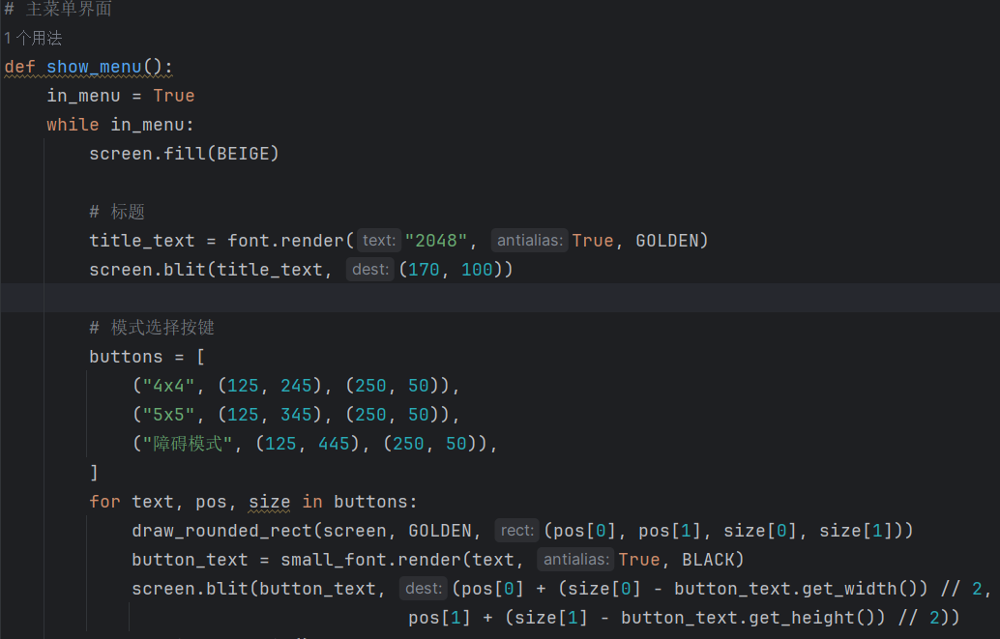 # 主菜单界面
1 个用法
def show_menu():
    in_menu = True
    while in_menu:
        screen.fill(BEIGE)
        # 标题
        title_text = font.render( text: "2048", antialias: True, GOLDEN)
        screen.blit(title_text, dest: (170, 100))
        # 模式选择按键
        buttons = [
            ("4x4", (125, 245), (250, 50)),
            ("5x5", (125, 345), (250, 50)),
            ("障碍模式", (125, 445), (250, 50)),
        ]
        for text, pos, size in buttons:
            draw_rounded_rect(screen, GOLDEN, rect: (pos[0], pos[1], size[0], size[1]))
            button_text = small_font.render(text, antialias: True, BLACK)
            screen.blit(button_text, dest: (pos[0] + (size[0] - button_text.get_width()) // 2,
                                      pos[1] + (size[1] - button_text.get_height()) // 2))